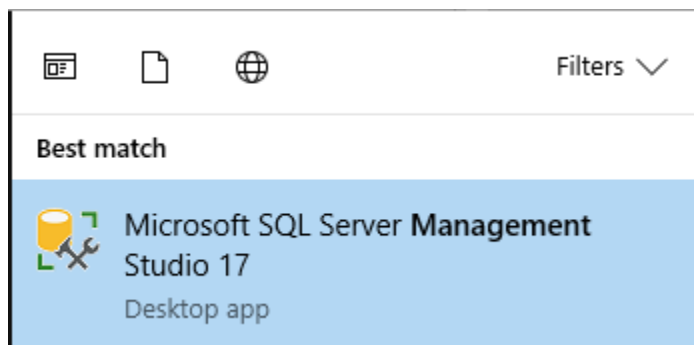 Filters
Best match
Microsoft SQL Server Management
Studio 17
Desktop app